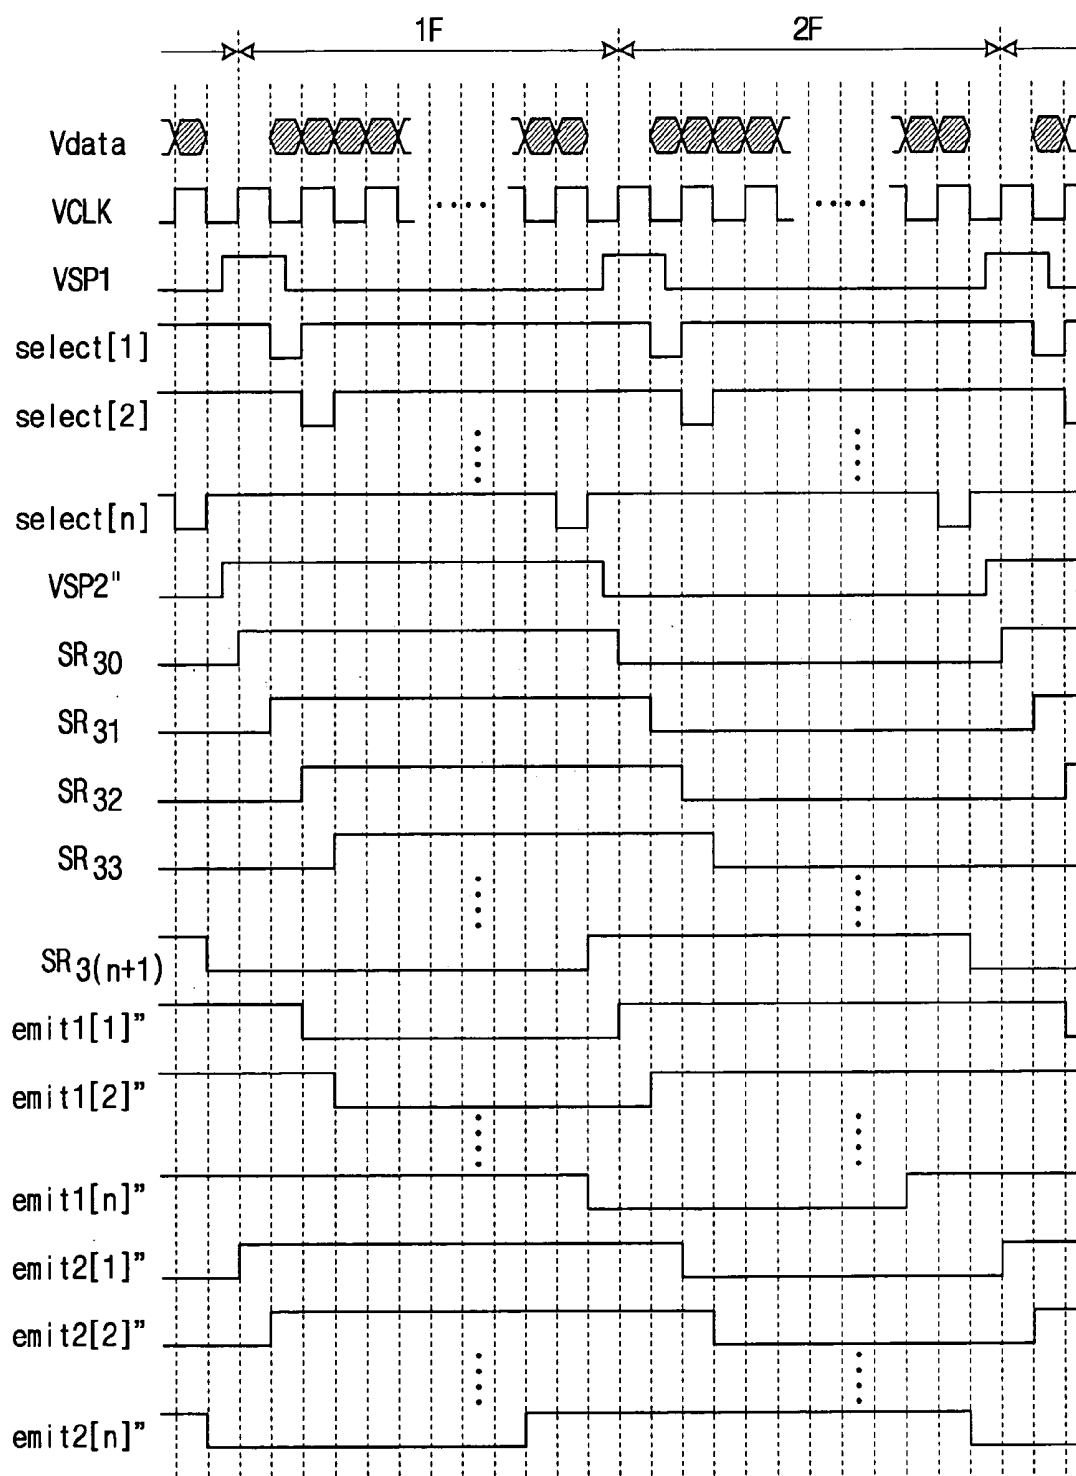 1F 2F
Vdata
VCLK
VSP1
select[1]
select[2]
select[n]
VSP2"
SR30
SR31
SR32
SR33
SR3(n+1)
emit1[1]”
emit1[2]”
emit1[n]”
emit2[1]”
emit2[2]”
emit2[n]”